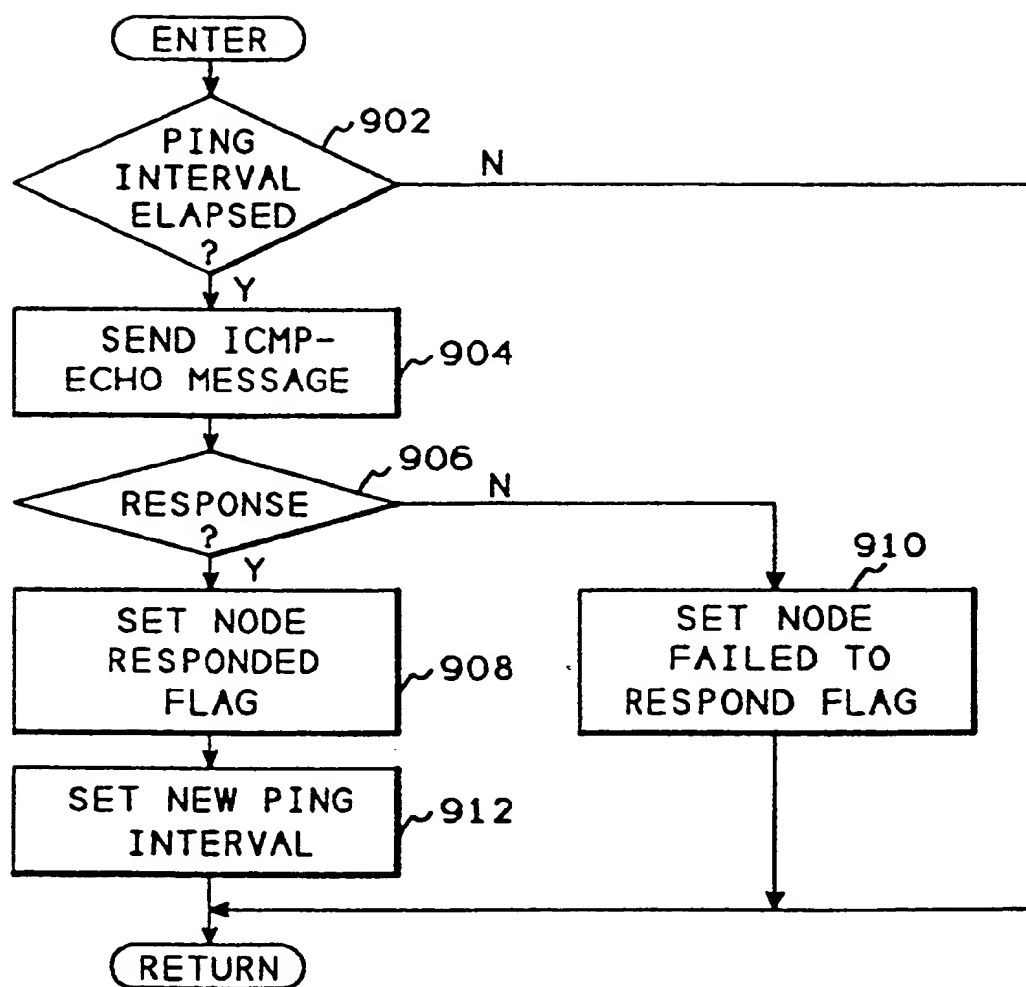 ENTER
902
PING
INTERVAL
ELAPSED
?
N
Y
SEND ICMP-
ECHO MESSAGE
904
906
RESPONSE
?
N
Y
910
SET NODE
RESPONDED
FLAG
908
SET NODE
FAILED TO
RESPOND FLAG
SET NEW PING
INTERVAL
912
RETURN